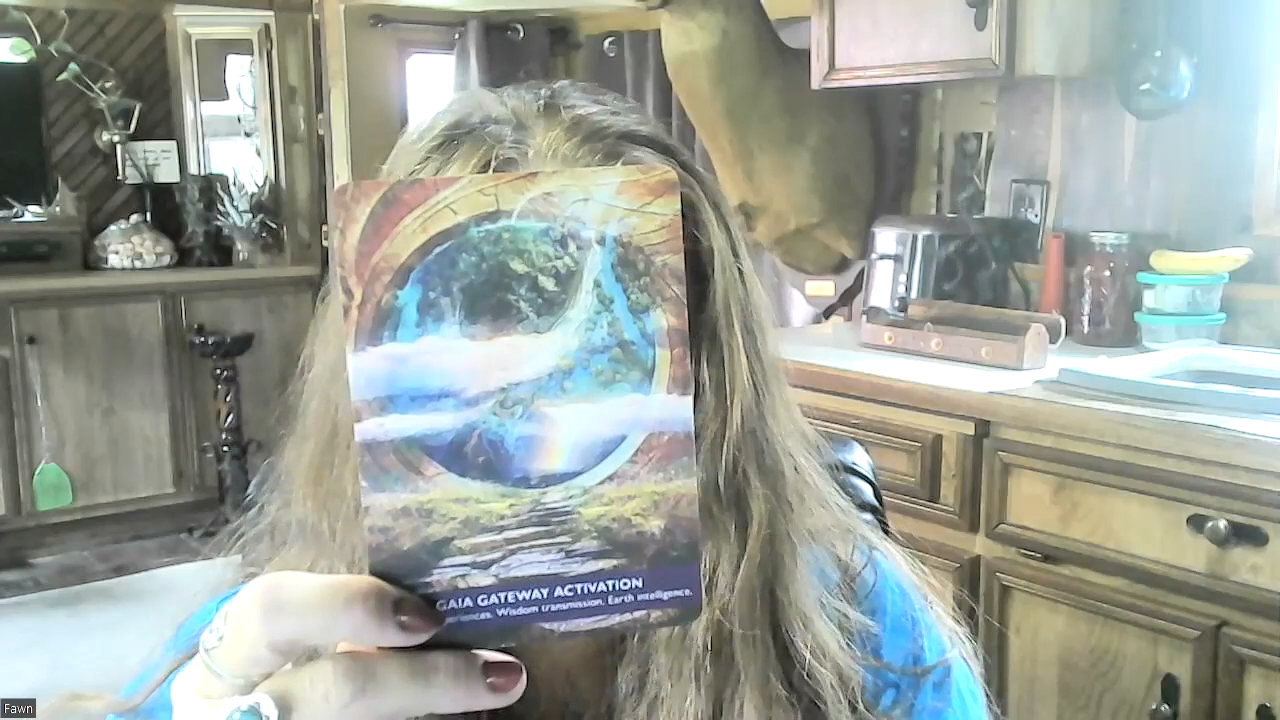 GAIA GATEWAY ACTIVATION
Wisdom transmission. Earth intelligence.
Fawn